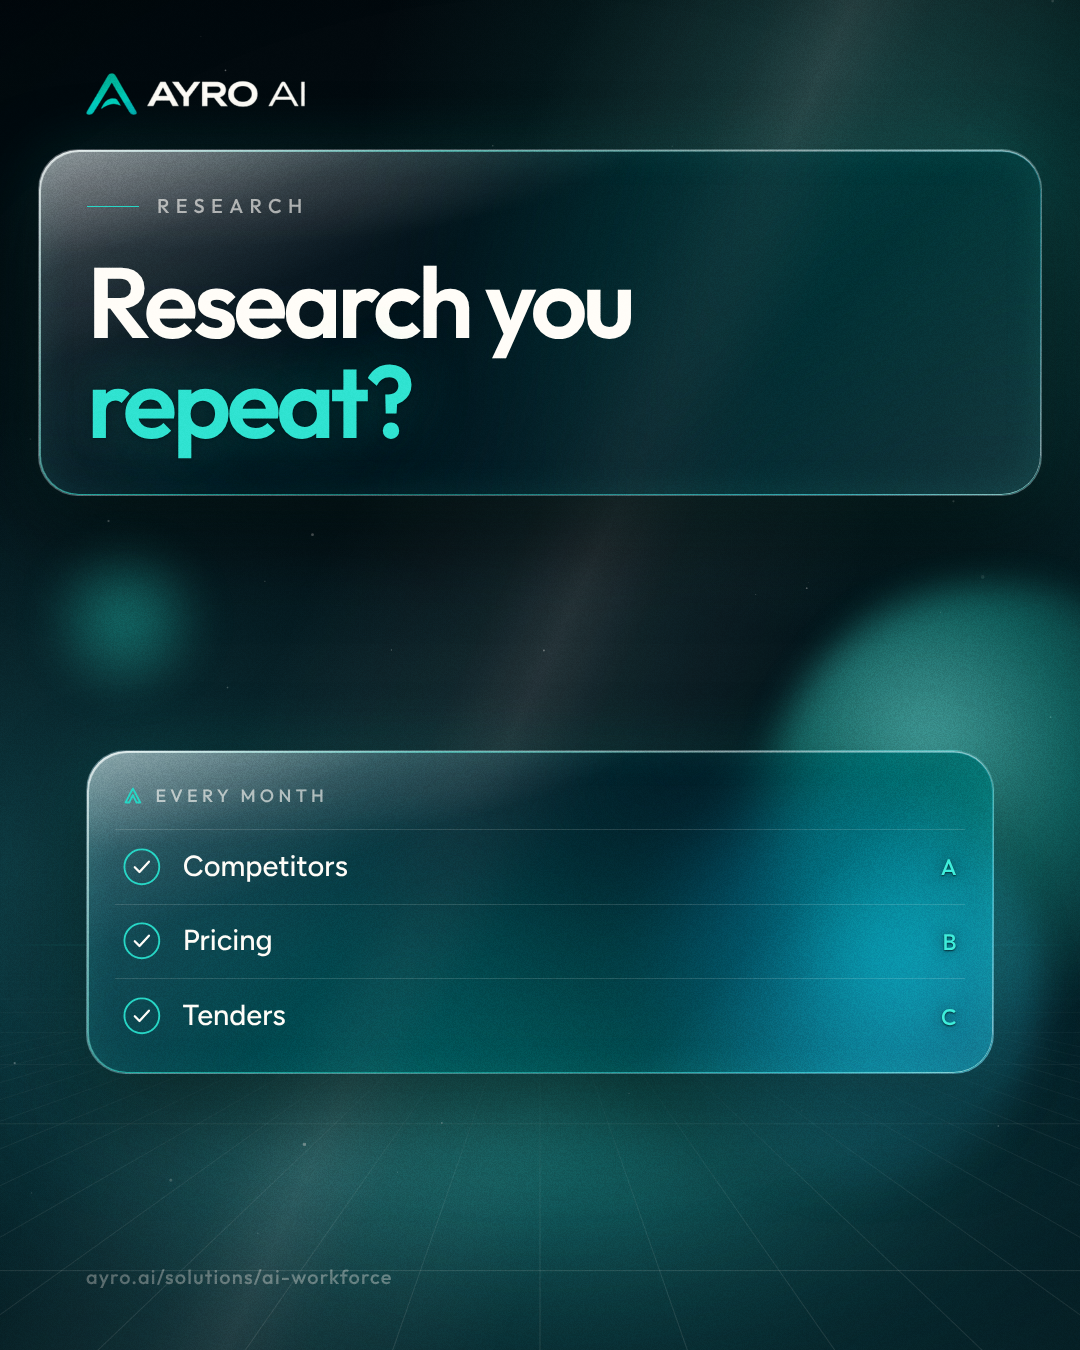 AYRO AI
RESEARCH
Research you
repeat?
EVERY MONTH
Competitors A
Pricing B
Tenders C
ayro.ai/solutions/ai-workforce